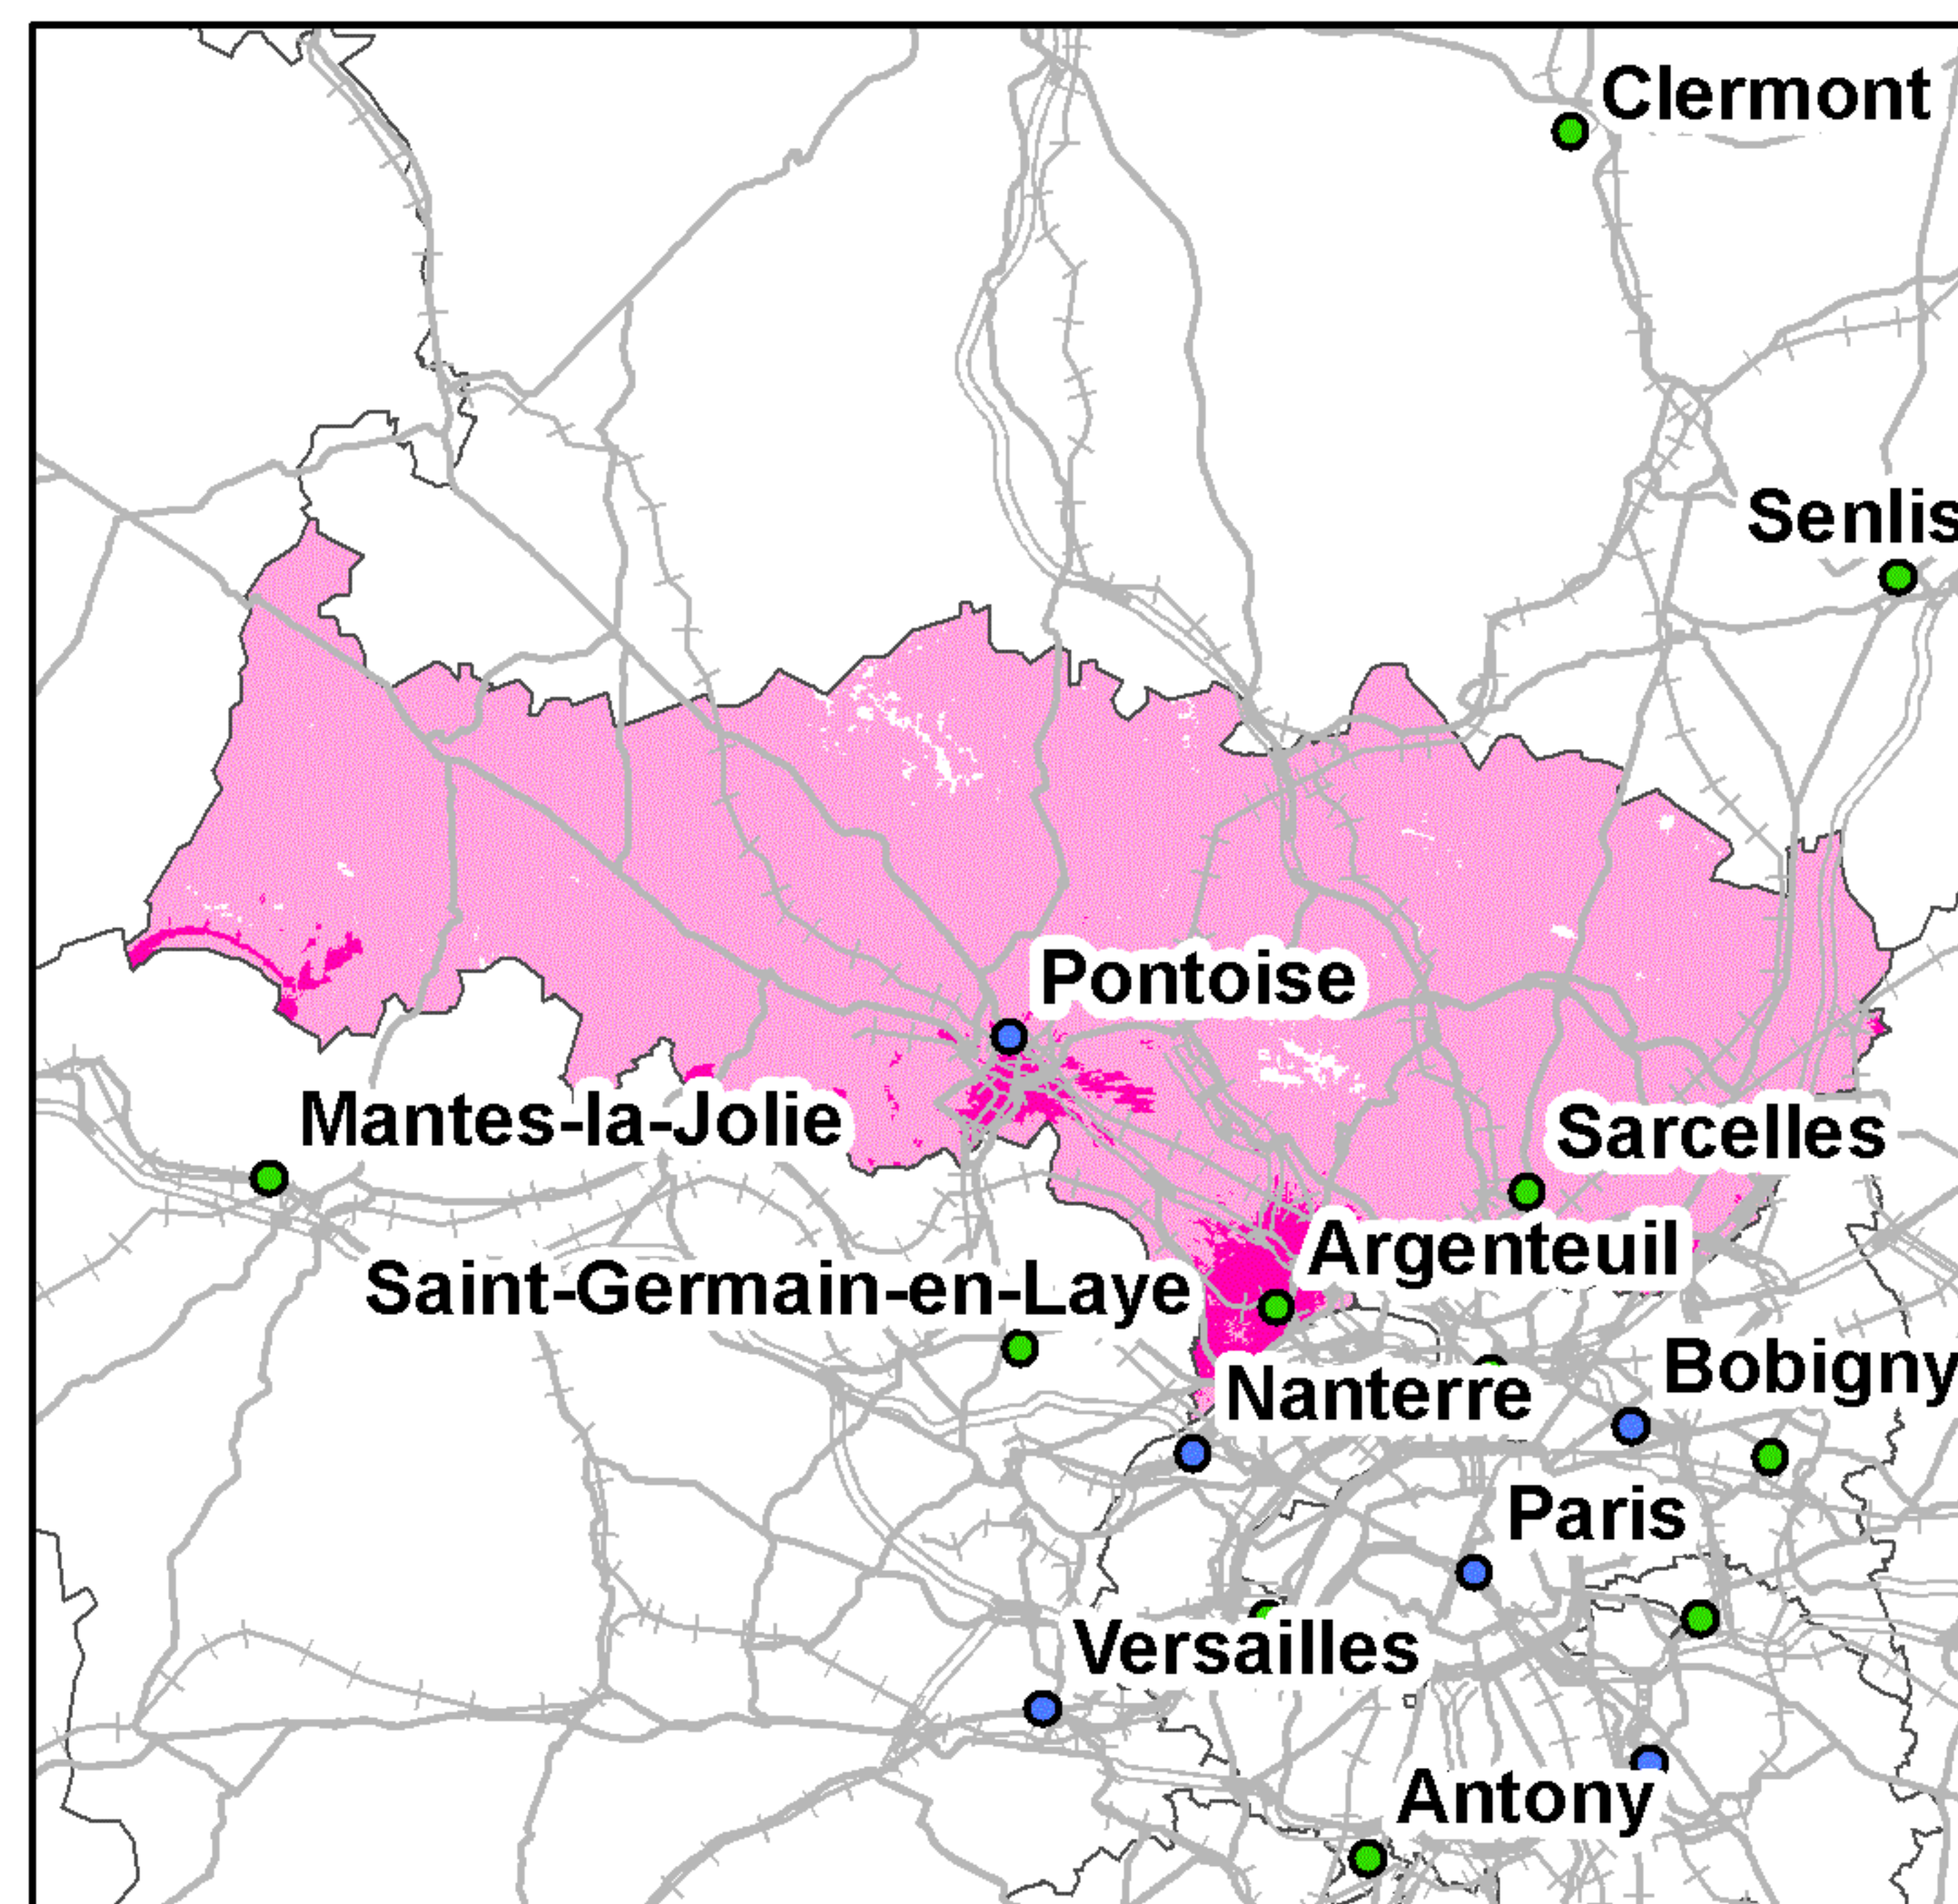 Clermont
Senlis
Pontoise
Mantes-la-Jolie
Sarcelles
Argenteuil
Saint-Germain-en-Laye
Bobigny
Nanterre
Paris
Versailles
Antony